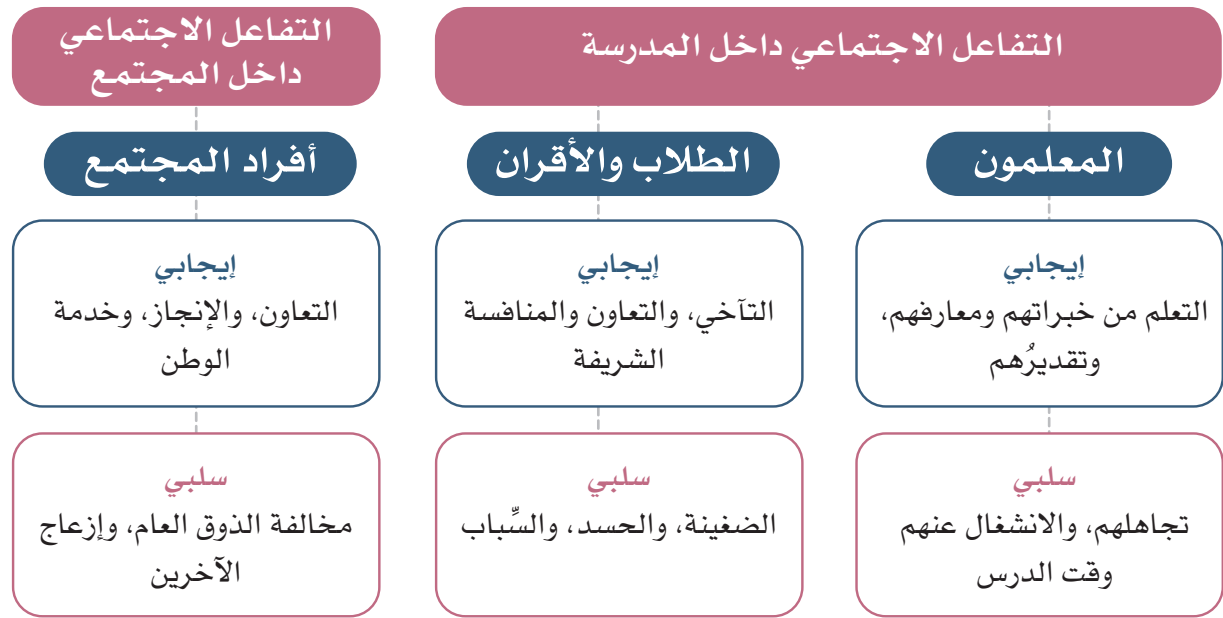 التفاعل الاجتماعي داخل المدرسة
المعلمون
إيجابي
التعلم من خبراتهم ومعارفهم،
وتقديرُهم
سلبي
تجاهلهم، والانشغال عنهم
وقت الدرس
الطلاب والأقران
إيجابي
التآخي، والتعاون والمنافسة
الشريفة
سلبي
الضغينة، والحسد، والسِّباب
التفاعل الاجتماعي
داخل المجتمع
أفراد المجتمع
إيجابي
التعاون، والإنجاز، وخدمة
الوطن
سلبي
مخالفة الذوق العام، وإزعاج
الآخرين